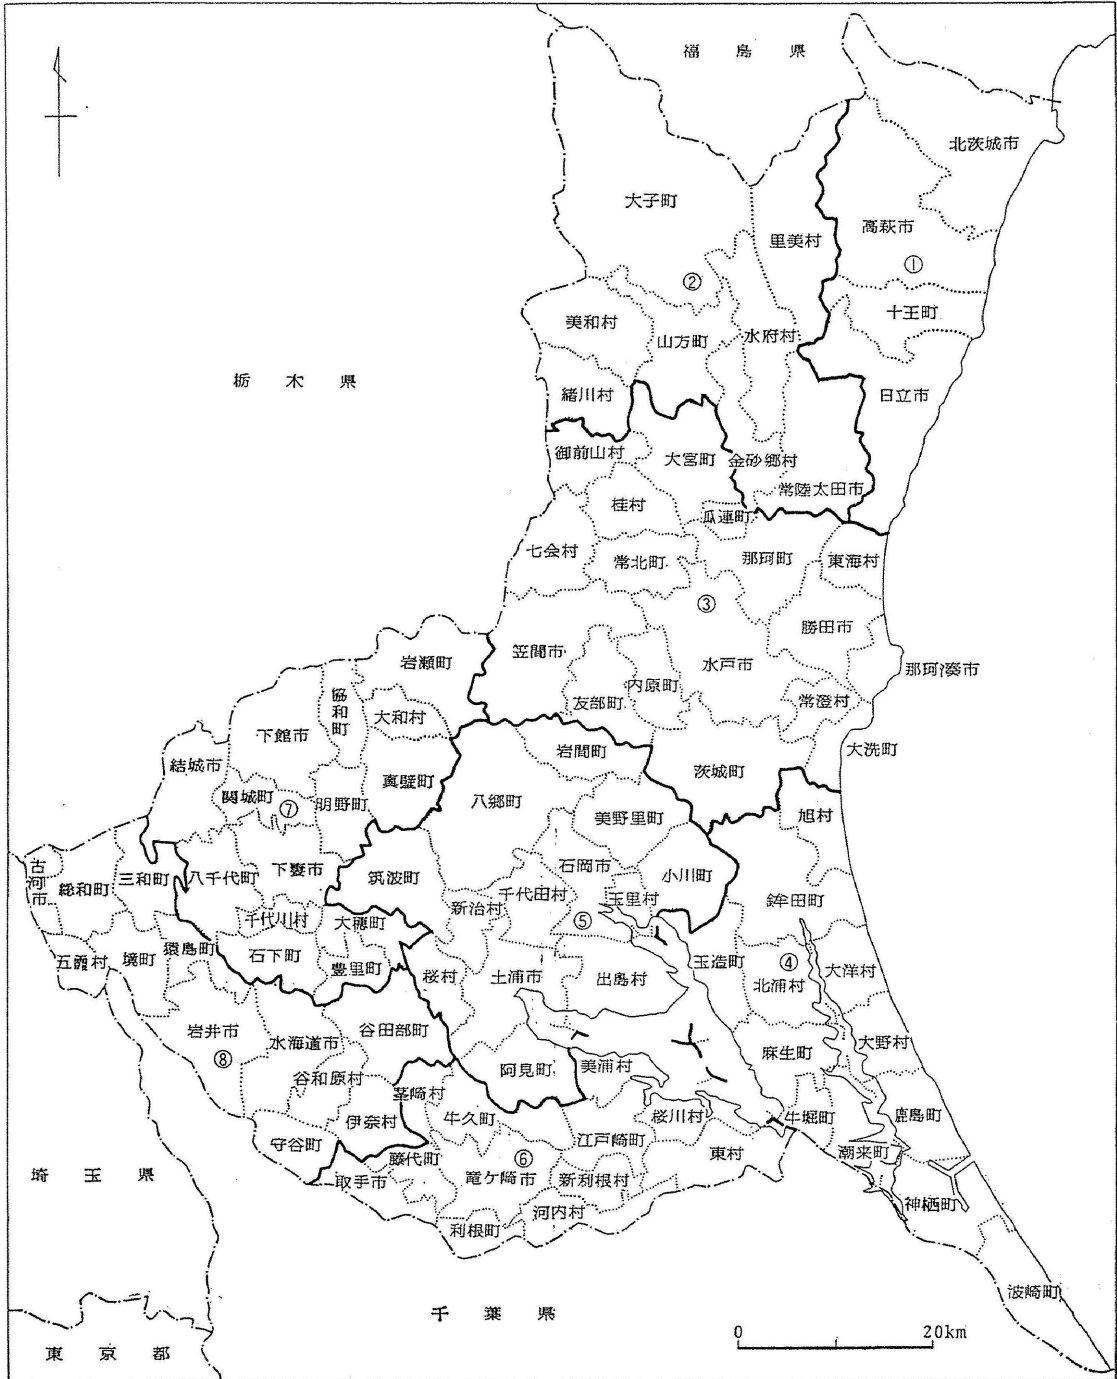 福島県
北茨城市
大子町
高萩市
里美村
①
②
十王町
美和村
山方町
水府村
栃木県
日立市
緒川村
御前山村
大宮町
金砂郷村
常陸太田市
桂村
瓜連町
七会村
常北町
那珂町
東海村
③
勝田市
岩瀬町
笠間市
水戸市
那珂湊市
協和町
内原町
大和村
友部町
常澄村
下館市
結城市
岩間町
大洗町
真壁町
茨城町
関城町
⑦
明野町
八郷町
旭村
美野里町
古河市
総和町
三和町
八千代町
下妻市
筑波町
石岡市
小川町
千代田村
新治村
玉里村
鉾田町
千代川村
大穂町
⑤
五霞村
境町
猿島町
石下町
豊里町
桜村
土浦市
出島村
玉造町
④
北浦村
大洋村
岩井市
⑧
水海道市
谷田部町
麻生町
大野村
谷和原村
阿見町
美浦村
茎崎村
伊奈村
牛久町
桜川村
牛堀町
鹿島町
守谷町
江戸崎町
藤代町
⑥
東村
潮来町
埼玉県
取手市
竜ケ崎市
新利根村
神栖町
利根町
河内村
波崎町
千葉県
0 20km
東京都